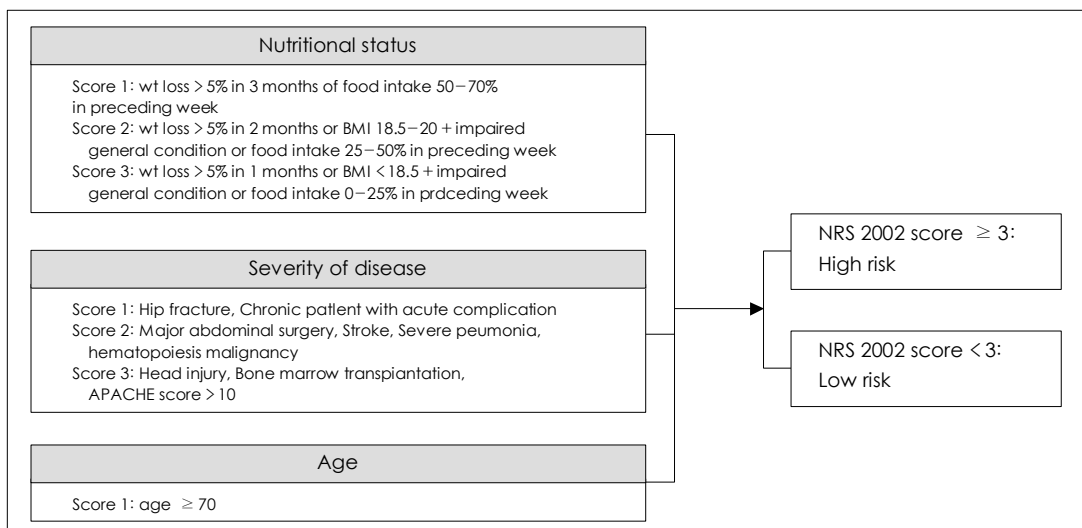 Nutritional status
Score 1: wt loss > 5% in 3 months of food intake 50-70%
in preceding week
Score 2: wt loss > 5% in 2 months or BMI 18.5-20 + impaired
general condition or food intake 25-50% in preceding week
Score 3: wt loss > 5% in 1 months or BMI < 18.5 + impaired
general condition or food intake 0-25% in prdceding week
Severity of disease
Score 1: Hip fracture, Chronic patlent with acute complication
Score 2: Major abdominal surgery, Stroke, Severe peumonia,
hematopoiesis malignancy
Score 3: Head injury, Bone marrow transpiantation,
APACHE score > 10
Age
Score 1: age ≥ 70
NRS 2002 score ≥ 3:
High risk
NRS 2002 score < 3:
Low risk